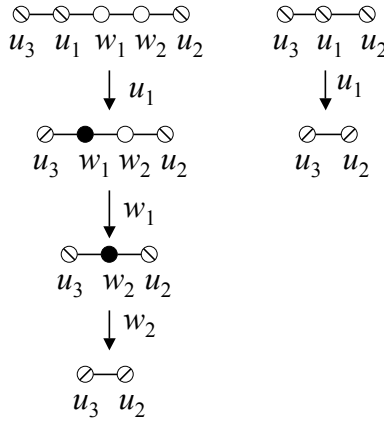 u₃ u₁ w₁ w₂ u₂
u₃ u₁ u₂
u₁
u₁
u₃ w₁ w₂ u₂
u₃ u₂
w₁
u₃ w₂ u₂
w₂
u₃ u₂